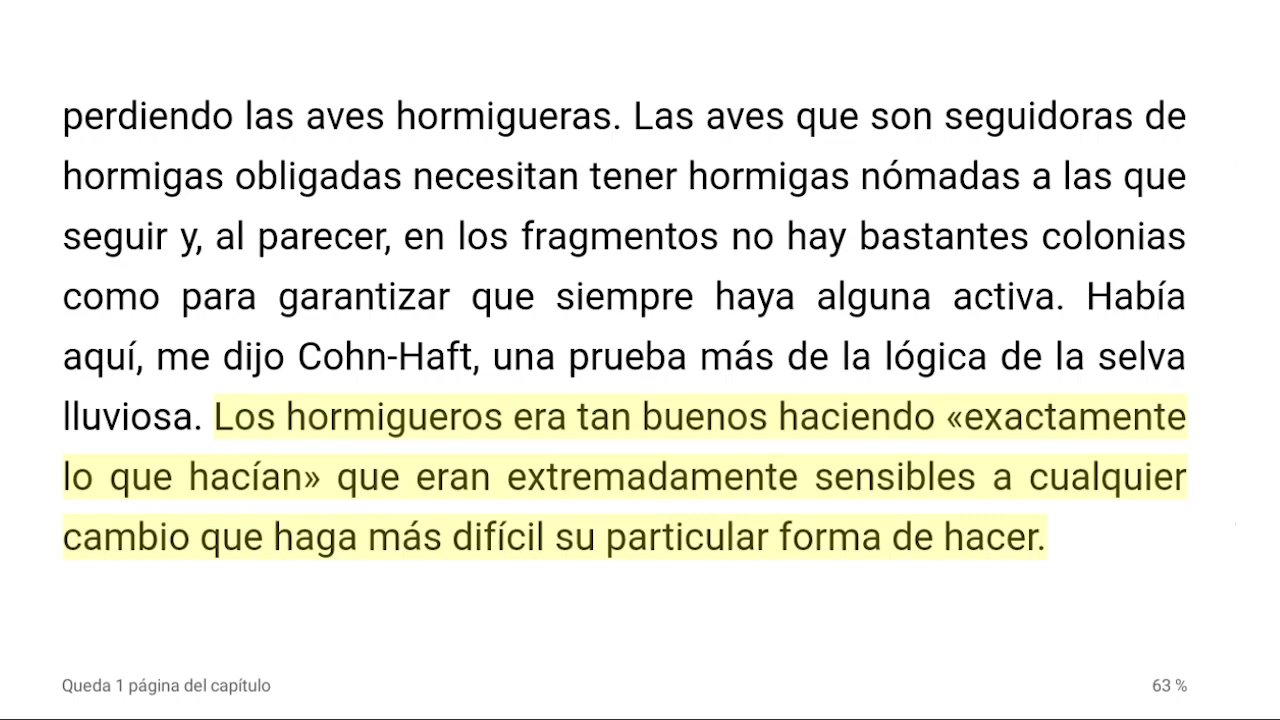 perdiendo las aves hormigueras. Las aves que son seguidoras de
hormigas obligadas necesitan tener hormigas nómadas a las que
seguir y, al parecer, en los fragmentos no hay bastantes colonias
como para garantizar que siempre haya alguna activa. Había
aquí, me dijo Cohn-Haft, una prueba más de la lógica de la selva
lluviosa. Los hormigueros era tan buenos haciendo «exactamente
lo que hacían» que eran extremadamente sensibles a cualquier
cambio que haga más difícil su particular forma de hacer.
Queda 1 página del capítulo
63 %